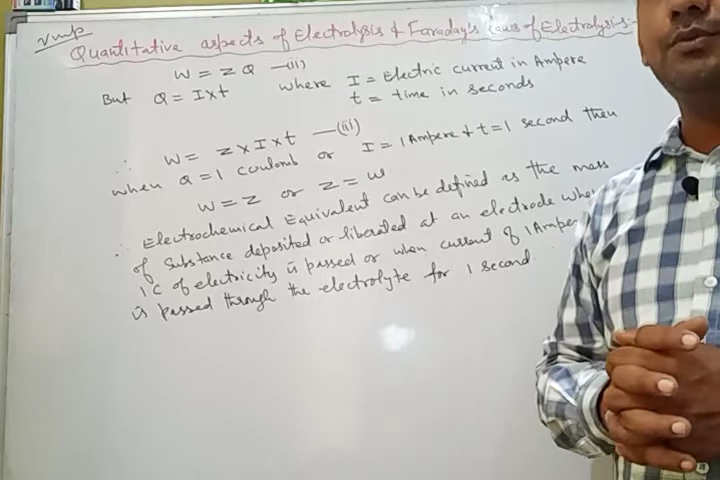 vmp
Quantitative aspects of Electrolysis & Faraday's Laws of Electrolysis:-
W = Z Q —(ii)
But Q = I×t where I = Electric current in Ampere
t = time in seconds
∴ W = Z×I×t —(iii)
when Q = 1 coulomb or I = 1 Ampere & t = 1 second then
W = Z or Z = W
∴ Electrochemical Equivalent can be defined as the mass
of substance deposited or liberated at an electrode when
1 C of electricity is passed or when current of 1 Ampere
is passed through the electrolyte for 1 second.